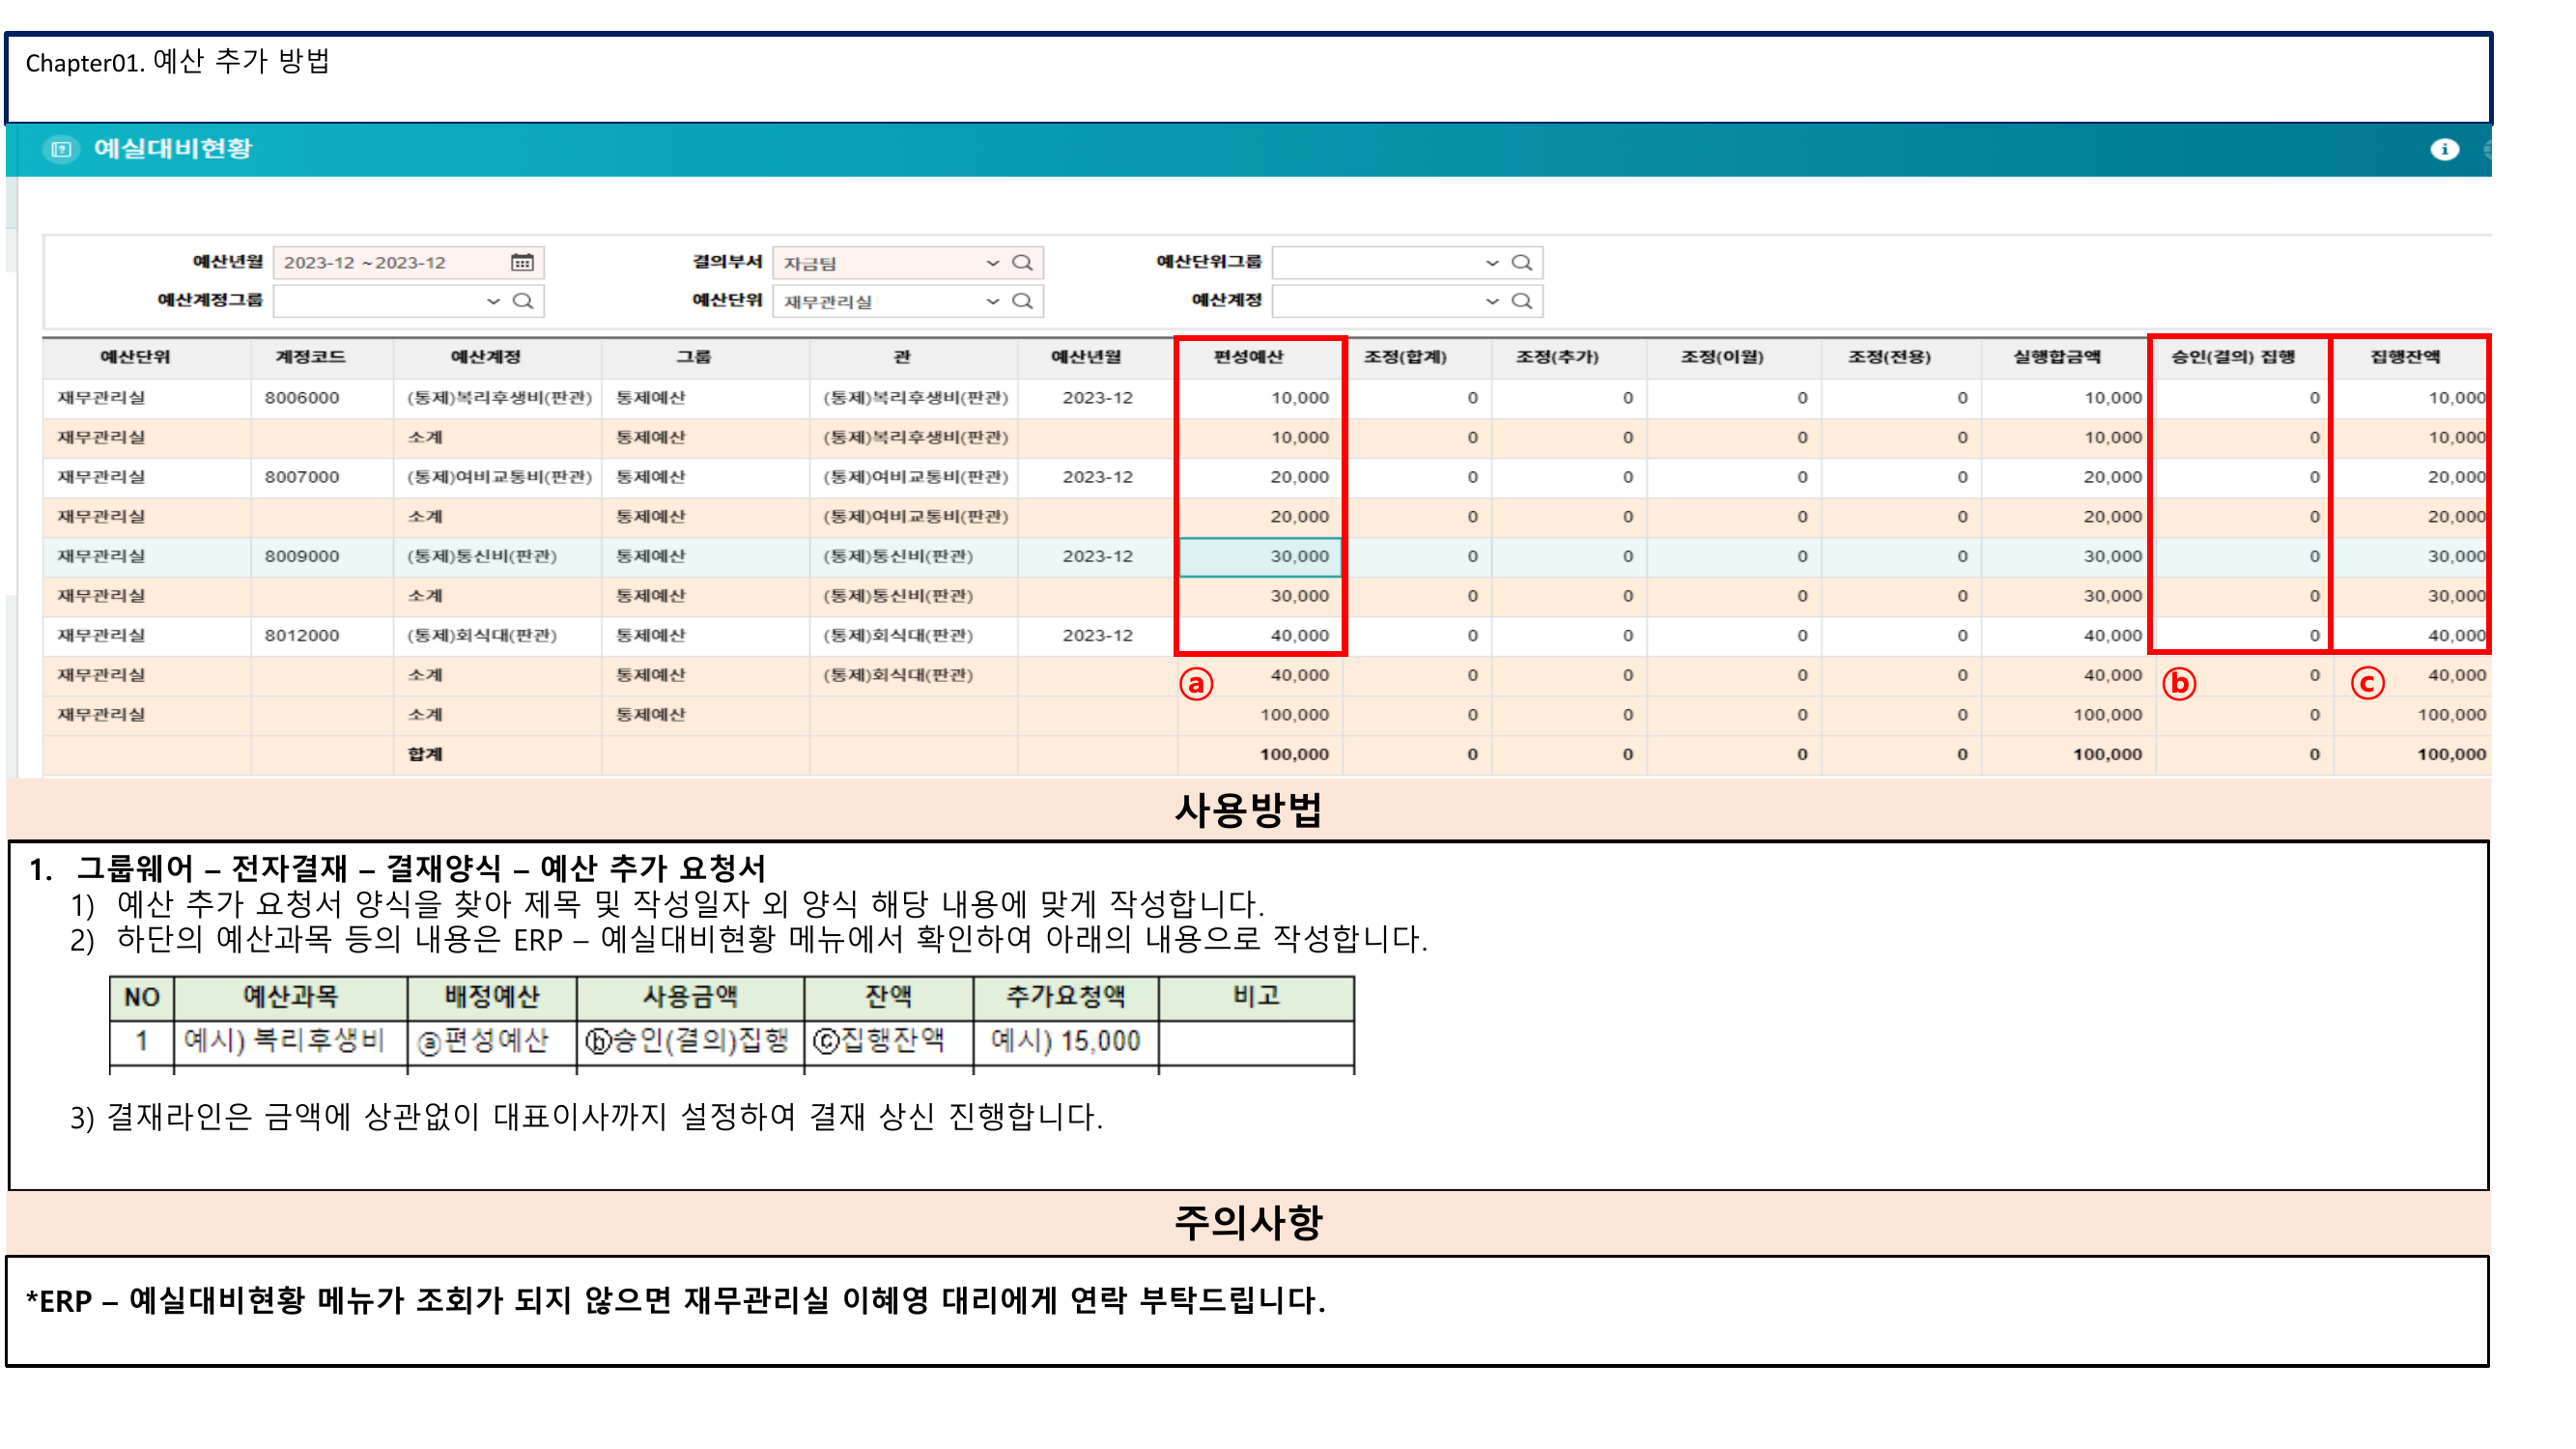 Chapter01. 예산 추가 방법
예실대비현황
예산년월 2023-12 ~2023-12 결의부서 자금팀 예산단위그룹
예산계정그룹 예산단위 재무관리실 예산계정
예산단위 계정코드 예산계정 그룹 관 예산년월 편성예산 조정(합계) 조정(추가) 조정(이월) 조정(전용) 실행합금액 승인(결의) 집행 집행잔액
재무관리실 8006000 (통제)복리후생비(판관) 통제예산 (통제)복리후생비(판관) 2023-12 10,000 0 0 0 0 10,000 0 10,000
재무관리실 소계 통제예산 (통제)복리후생비(판관) 10,000 0 0 0 0 10,000 0 10,000
재무관리실 8007000 (통제)여비교통비(판관) 통제예산 (통제)여비교통비(판관) 2023-12 20,000 0 0 0 0 20,000 0 20,000
재무관리실 소계 통제예산 (통제)여비교통비(판관) 20,000 0 0 0 0 20,000 0 20,000
재무관리실 8009000 (통제)통신비(판관) 통제예산 (통제)통신비(판관) 2023-12 30,000 0 0 0 0 30,000 0 30,000
재무관리실 소계 통제예산 (통제)통신비(판관) 30,000 0 0 0 0 30,000 0 30,000
재무관리실 8012000 (통제)회식대(판관) 통제예산 (통제)회식대(판관) 2023-12 40,000 0 0 0 0 40,000 0 40,000
재무관리실 소계 통제예산 (통제)회식대(판관) ⓐ 40,000 0 0 0 0 40,000 ⓑ 0 ⓒ 40,000
재무관리실 소계 통제예산 100,000 0 0 0 0 100,000 0 100,000
합계 100,000 0 0 0 0 100,000 0 100,000
사용방법
1. 그룹웨어 – 전자결재 – 결재양식 – 예산 추가 요청서
1) 예산 추가 요청서 양식을 찾아 제목 및 작성일자 외 양식 해당 내용에 맞게 작성합니다.
2) 하단의 예산과목 등의 내용은 ERP – 예실대비현황 메뉴에서 확인하여 아래의 내용으로 작성합니다.
NO 예산과목 배정예산 사용금액 잔액 추가요청액 비고
1 예시) 복리후생비 ⓐ편성예산 ⓑ승인(결의)집행 ⓒ집행잔액 예시) 15,000
3) 결재라인은 금액에 상관없이 대표이사까지 설정하여 결재 상신 진행합니다.
주의사항
*ERP – 예실대비현황 메뉴가 조회가 되지 않으면 재무관리실 이혜영 대리에게 연락 부탁드립니다.